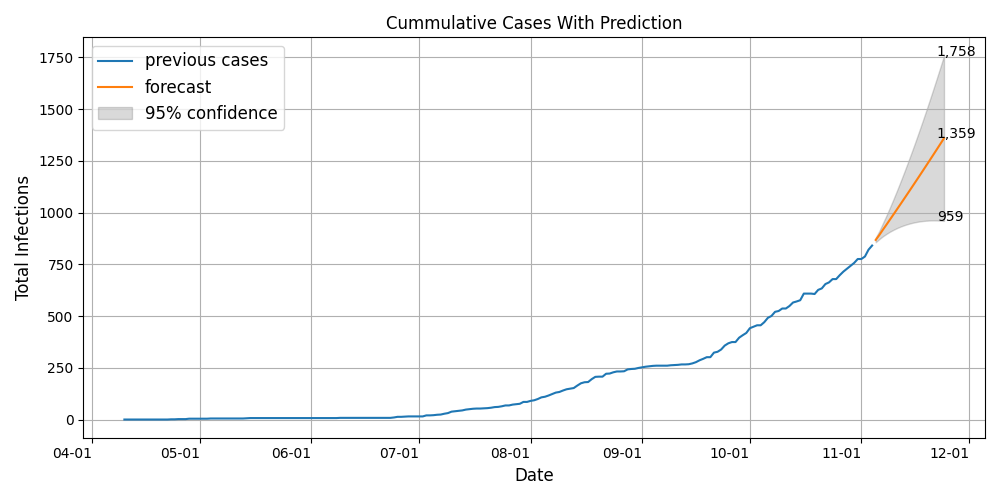 Cummulative Cases With Prediction
previous cases
forecast
95% confidence
1,758
1,359
959
Total Infections
1750
1500
1250
1000
750
500
250
0
04-01 05-01 06-01 07-01 08-01 09-01 10-01 11-01 12-01
Date